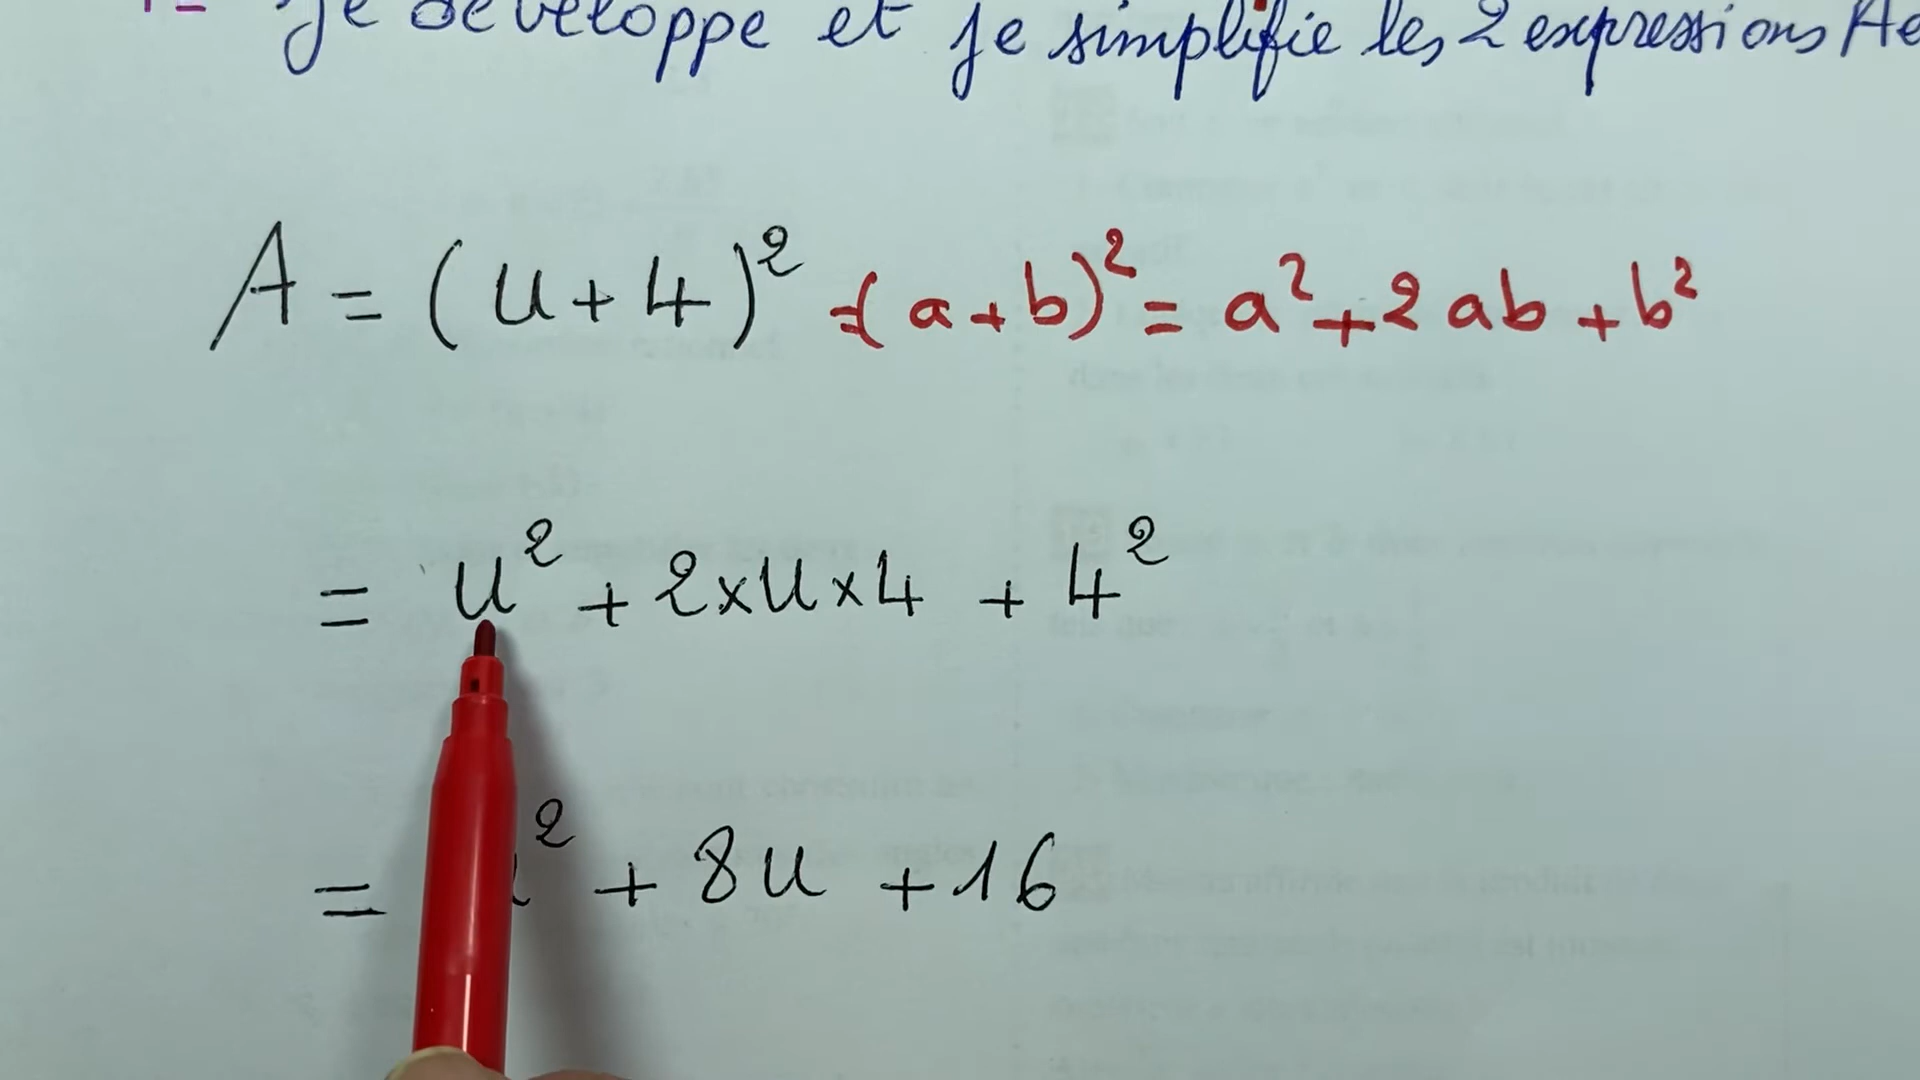 1- Je développe et je simplifie les 2 expressions A e
A = (u+4)² =(a+b)² = a²+2ab+b²
= u² + 2×u×4 + 4²
= u² + 8u +16